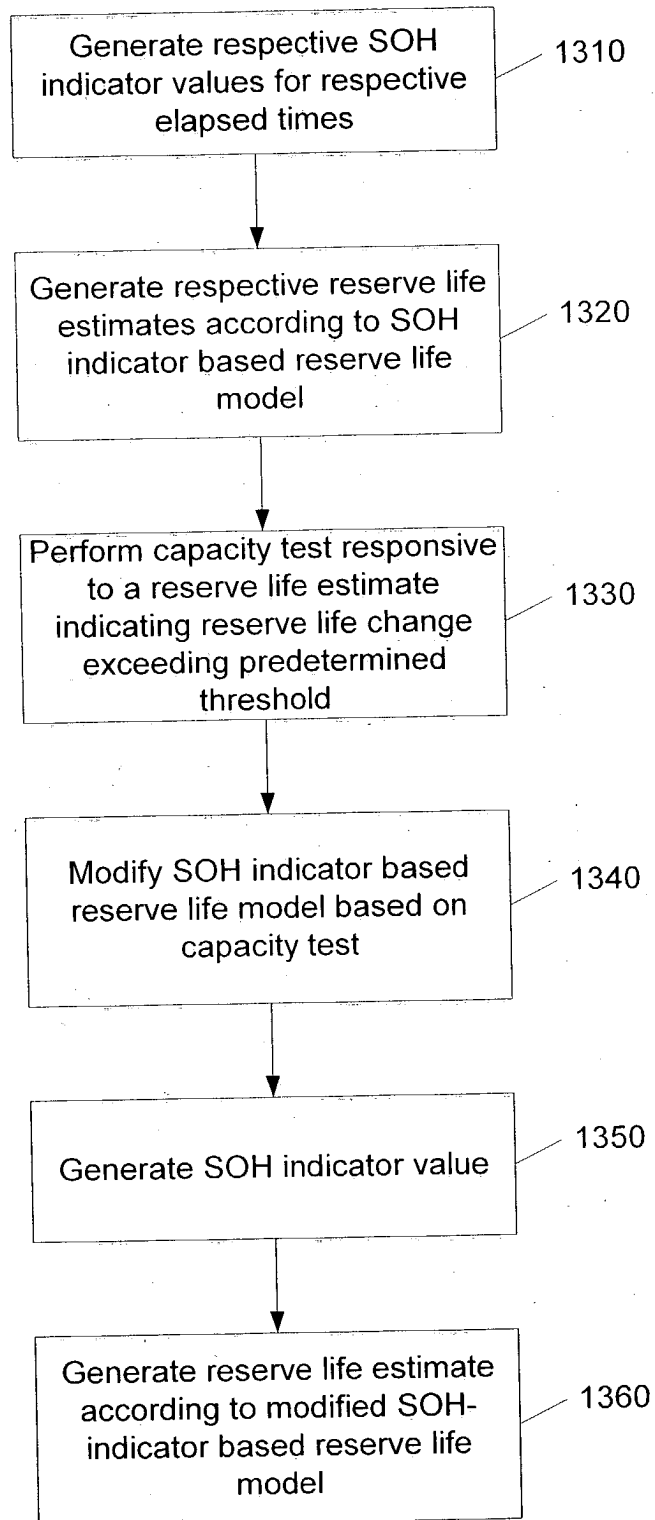 Generate respective SOH
indicator values for respective
elapsed times
1310
Generate respective reserve life
estimates according to SOH
indicator based reserve life
model
1320
Perform capacity test responsive
to a reserve life estimate
indicating reserve life change
exceeding predetermined
threshold
1330
Modify SOH indicator based
reserve life model based on
capacity test
1340
Generate SOH indicator value
1350
Generate reserve life estimate
according to modified SOH-
indicator based reserve life
model
1360